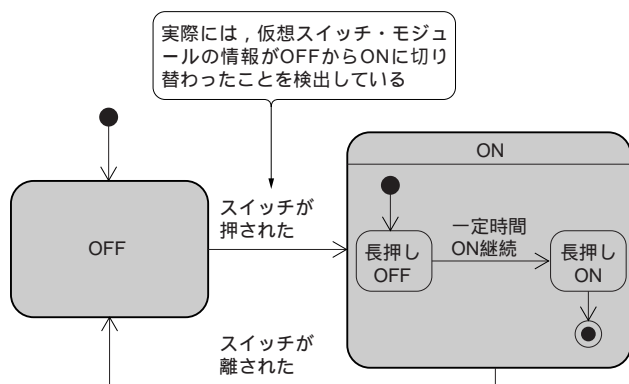 実際には，仮想スイッチ・モジュ
ールの情報がOFFからONに切り
替わったことを検出している
ON
スイッチが
押された
OFF
長押し
OFF
一定時間
ON継続
長押し
ON
スイッチが
離された